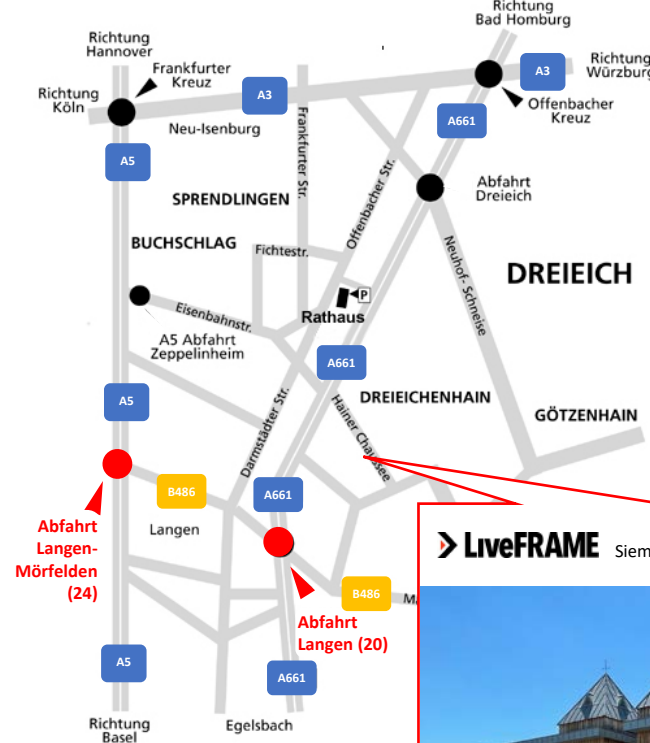 Richtung
Bad Homburg
Richtung
Hannover
Frankfurter
Kreuz
Richtung
Köln
A3
A3
Richtung
Würzburg
Offenbacher
Kreuz
A661
Neu-Isenburg
A5
Frankfurter Str.
Offenbacher Str.
Abfahrt
Dreieich
SPRENDLINGEN
BUCHSCHLAG
Fichtestr.
Neuhof- Schneise
DREIEICH
P
Rathaus
Eisenbahnstr.
A5 Abfahrt
Zeppelinheim
A661
A5
Darmstädter Str.
Hainer Chaussee
DREIEICHENHAIN
GÖTZENHAIN
B486
A661
Abfahrt
Langen-
Mörfelden
(24)
Langen
LiveFRAME
Siem
B486
Abfahrt
Langen (20)
A5
A661
Richtung
Basel
Egelsbach